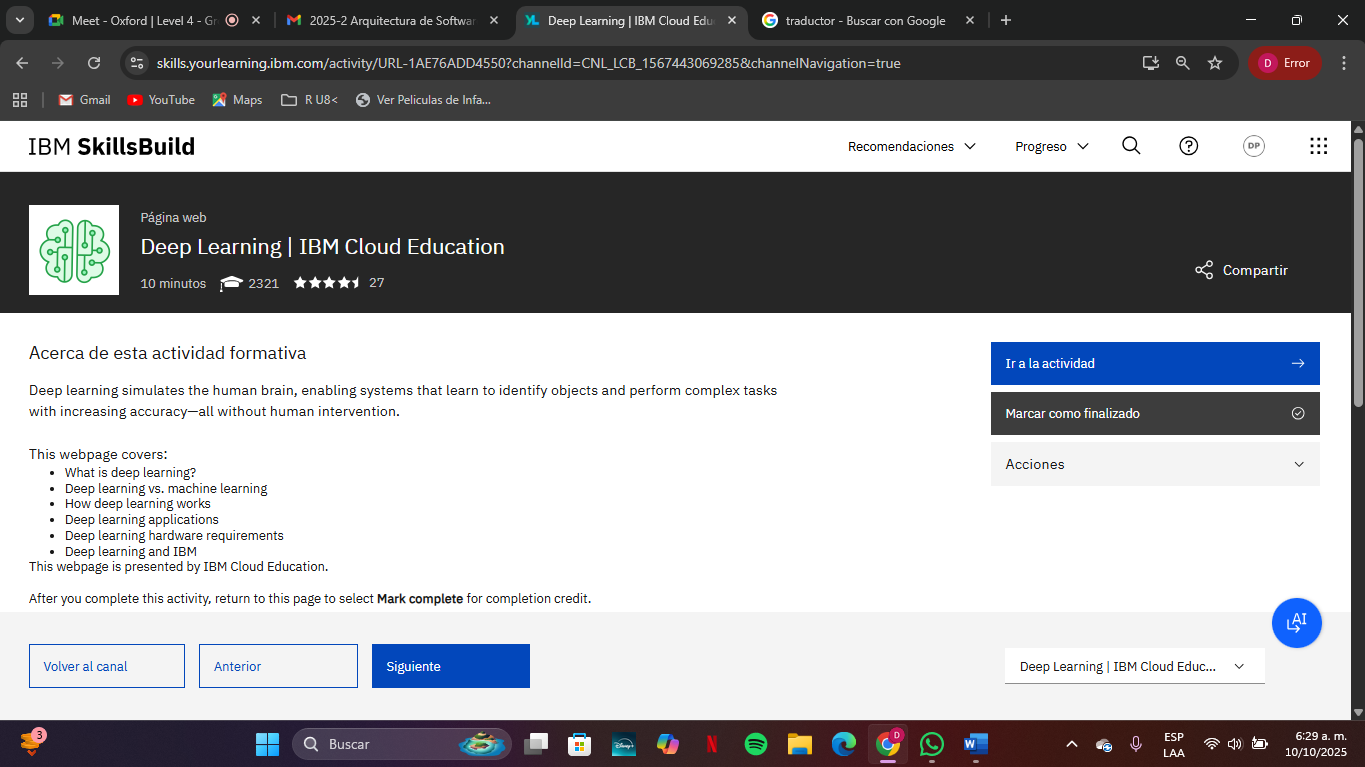 Meet - Oxford | Level 4 - Gr
2025-2 Arquitectura de Softwar
Deep Learning | IBM Cloud Edu
traductor - Buscar con Google
skills.yourlearning.ibm.com/activity/URL-1AE76ADD4550?channelId=CNL_LCB_1567443069285&channelNavigation=true
D Error
Gmail
YouTube
Maps
R U8<
Ver Peliculas de Infa...
IBM SkillsBuild
Recomendaciones
Progreso
DP
Página web
Deep Learning | IBM Cloud Education
10 minutos 2321 27
Compartir
Acerca de esta actividad formativa
Ir a la actividad
Deep learning simulates the human brain, enabling systems that learn to identify objects and perform complex tasks
with increasing accuracy—all without human intervention.
Marcar como finalizado
Acciones
This webpage covers:
• What is deep learning?
• Deep learning vs. machine learning
• How deep learning works
• Deep learning applications
• Deep learning hardware requirements
• Deep learning and IBM
This webpage is presented by IBM Cloud Education.
After you complete this activity, return to this page to select Mark complete for completion credit.
AI
Volver al canal
Anterior
Siguiente
Deep Learning | IBM Cloud Educ...
3
Buscar
Disney+
D
ESP
LAA
6:29 a. m.
10/10/2025